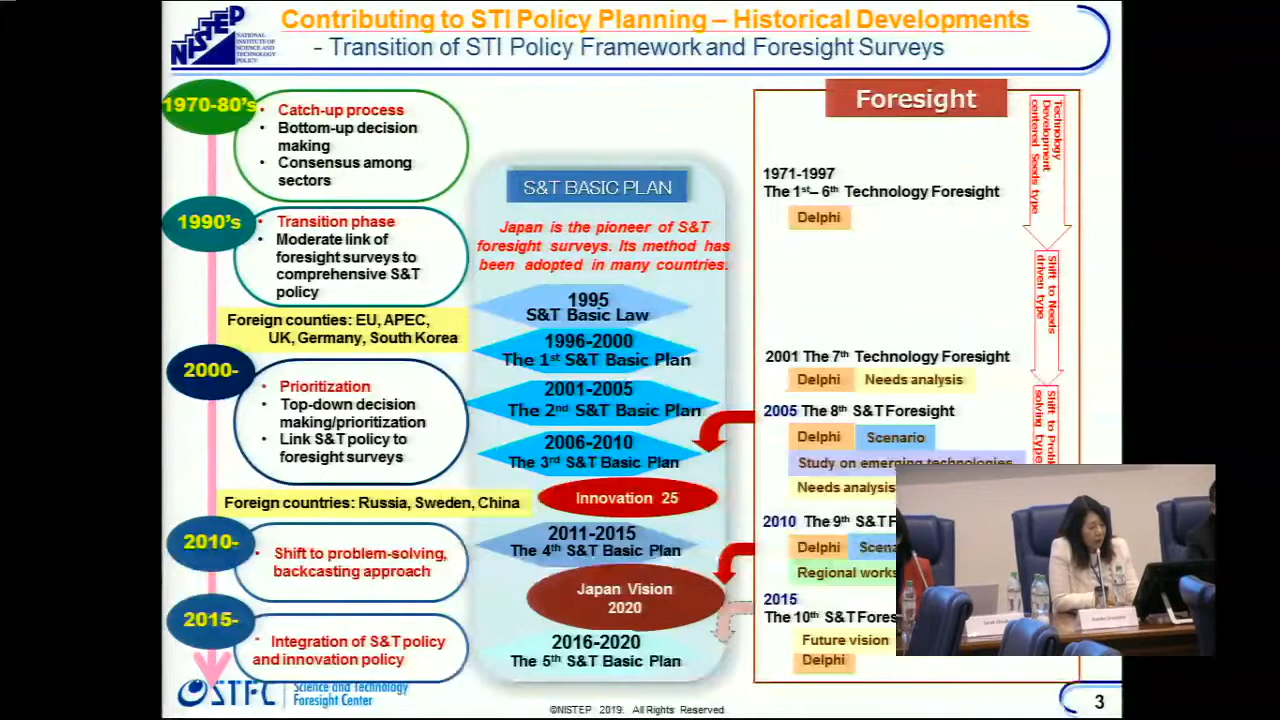 NISTEP
NATIONAL
INSTITUTE OF
SCIENCE AND
TECHNOLOGY
POLICY
Contributing to STI Policy Planning – Historical Developments
- Transition of STI Policy Framework and Foresight Surveys
1970-80's
• Catch-up process
• Bottom-up decision
making
• Consensus among
sectors
1990's
• Transition phase
• Moderate link of
foresight surveys to
comprehensive S&T
policy
Foreign counties: EU, APEC,
UK, Germany, South Korea
2000-
• Prioritization
• Top-down decision
making/prioritization
• Link S&T policy to
foresight surveys
Foreign countries: Russia, Sweden, China
2010-
• Shift to problem-solving,
backcasting approach
2015-
Integration of S&T policy
and innovation policy
S&T BASIC PLAN
Japan is the pioneer of S&T
foresight surveys. Its method has
been adopted in many countries.
1995
S&T Basic Law
1996-2000
The 1st S&T Basic Plan
2001-2005
The 2nd S&T Basic Plan
2006-2010
The 3rd S&T Basic Plan
Innovation 25
2011-2015
The 4th S&T Basic Plan
Japan Vision
2020
2016-2020
The 5th S&T Basic Plan
Foresight
1971-1997
The 1st– 6th Technology Foresight
Delphi
2001 The 7th Technology Foresight
Delphi Needs analysis
2005 The 8th S&T Foresight
Delphi Scenario
Study on emerging technologies
Needs analysis
2010 The 9th S&T F
Delphi Scena
Regional works
2015
The 10th S&T Fores
Future vision
Delphi
Technology
Development
centered Seeds type
Shift to Needs
driven type
Shift to Probl
solving type
STFC
Science and Technology
Foresight Center
©NISTEP 2019. All Rights Reserved
3